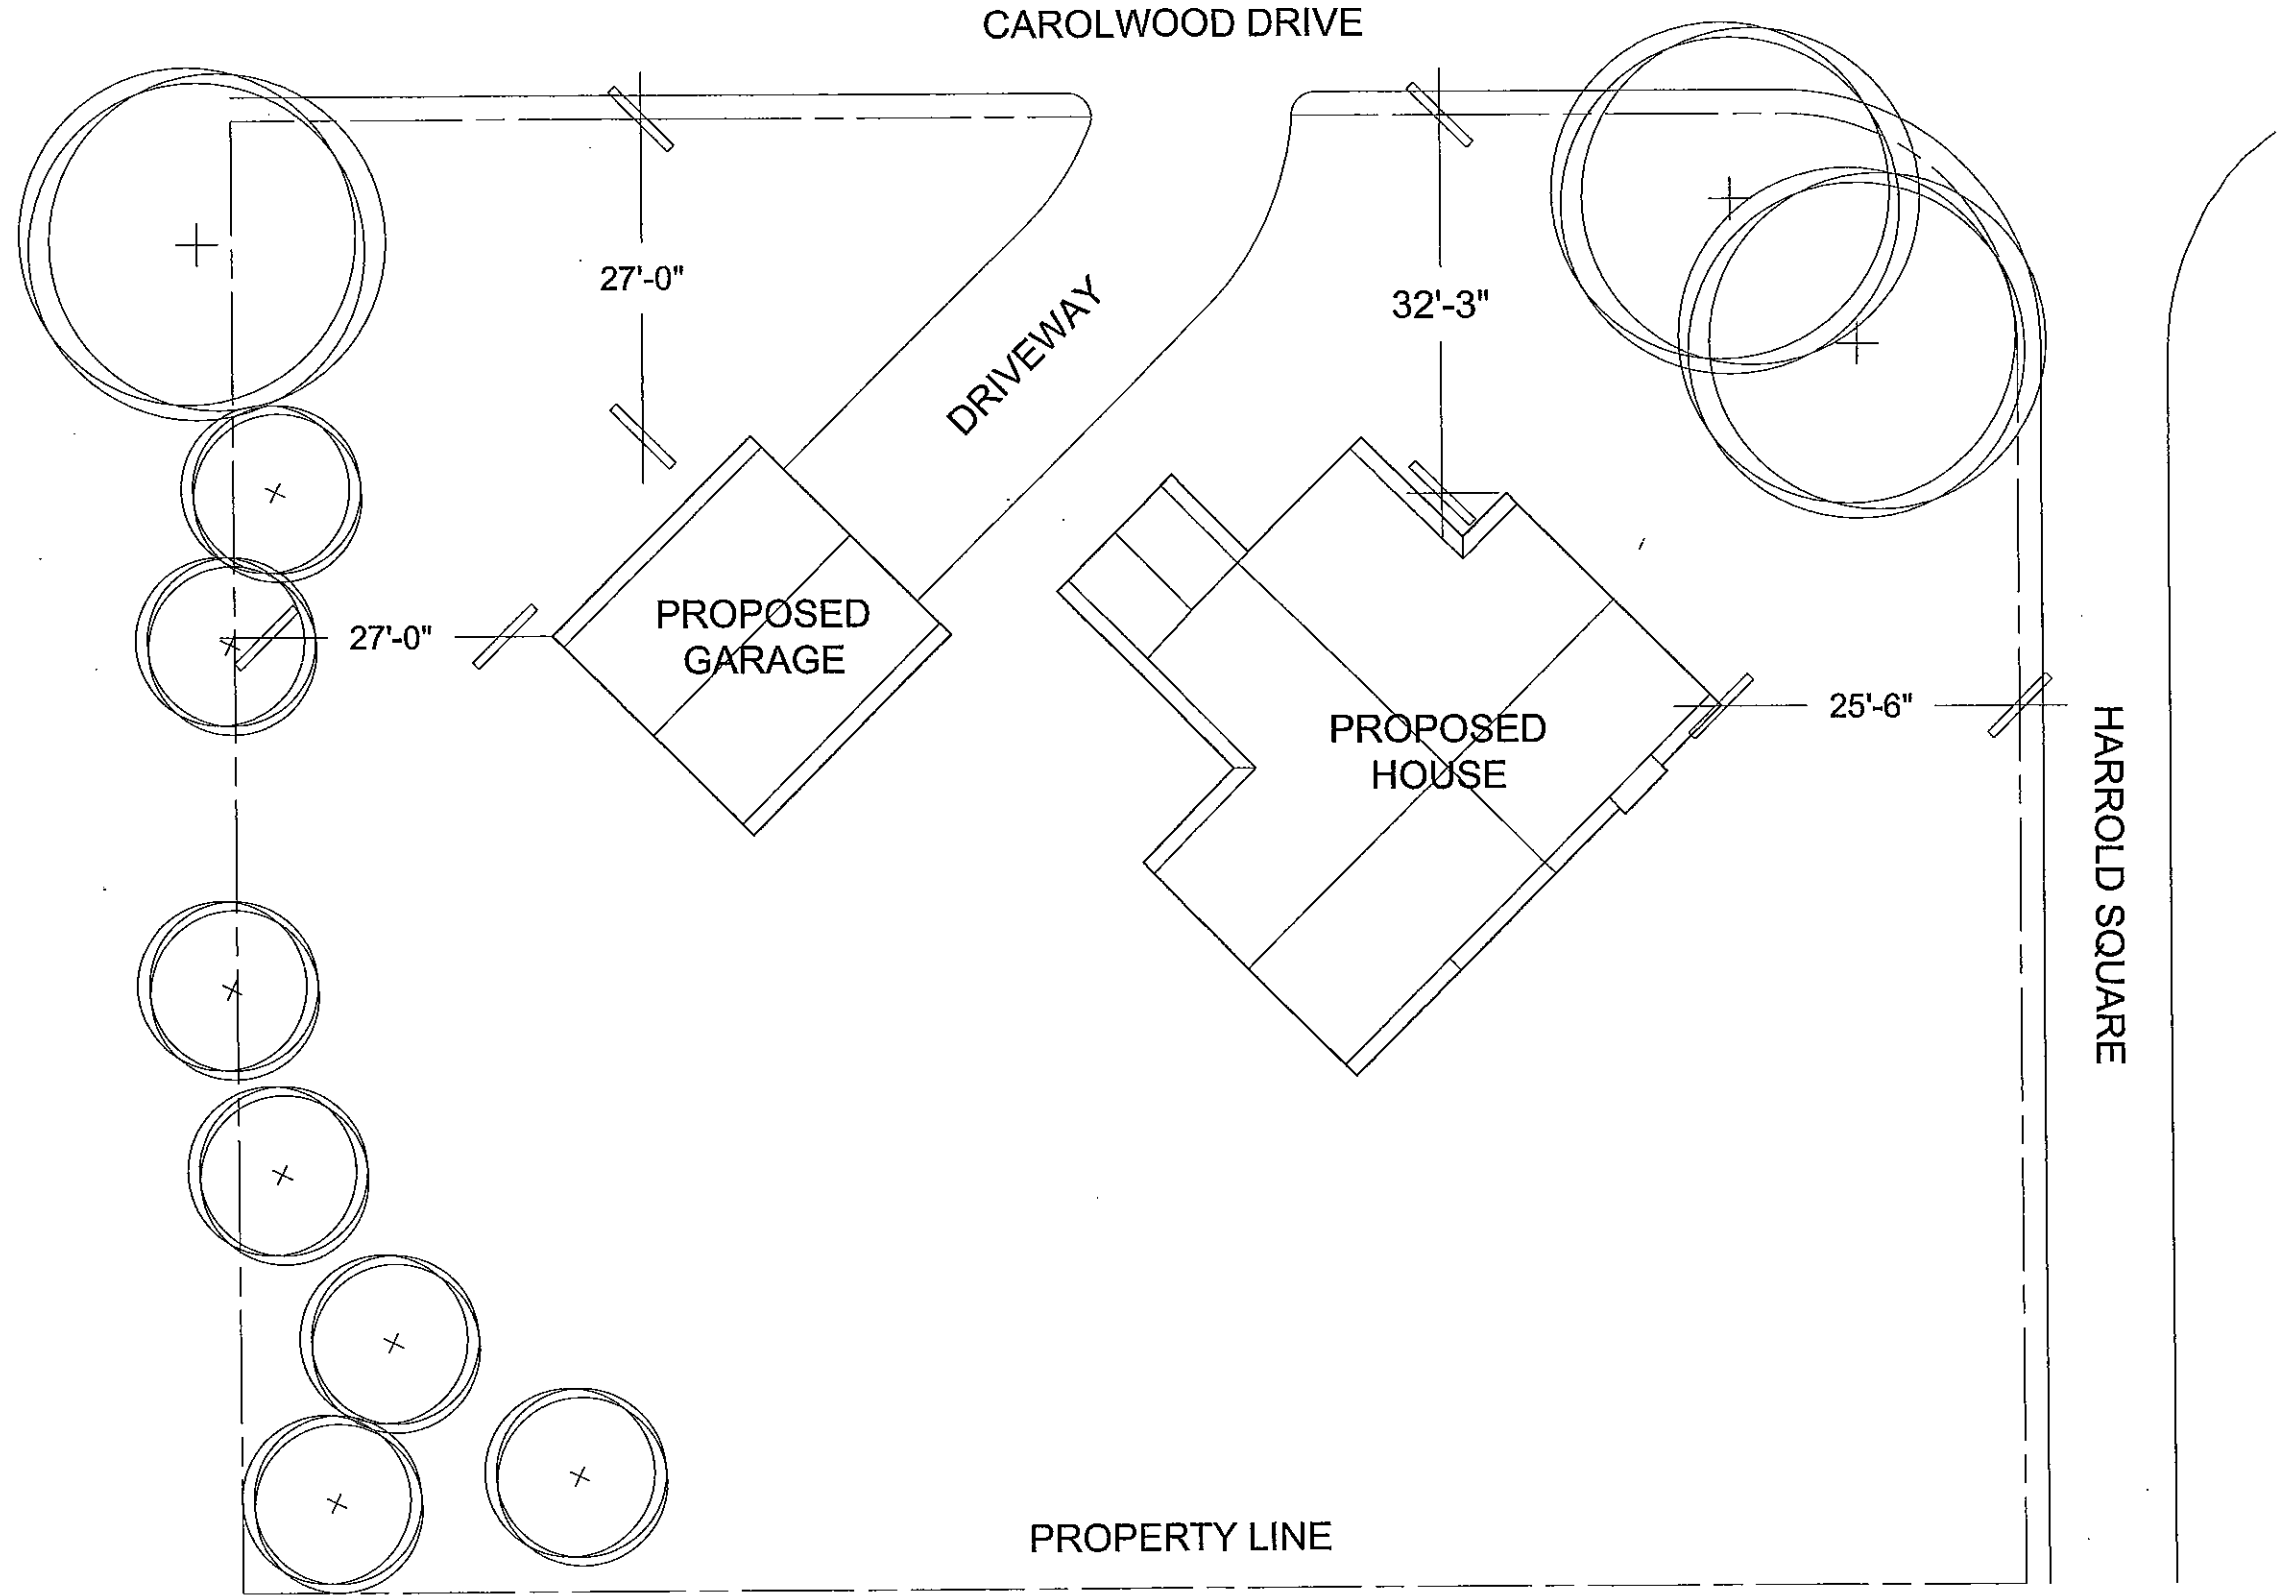 CAROLWOOD DRIVE
27'-0"
32'-3"
DRIVEWAY
27'-0"
PROPOSED
GARAGE
PROPOSED
HOUSE
25'-6"
HARROLD SQUARE
PROPERTY LINE